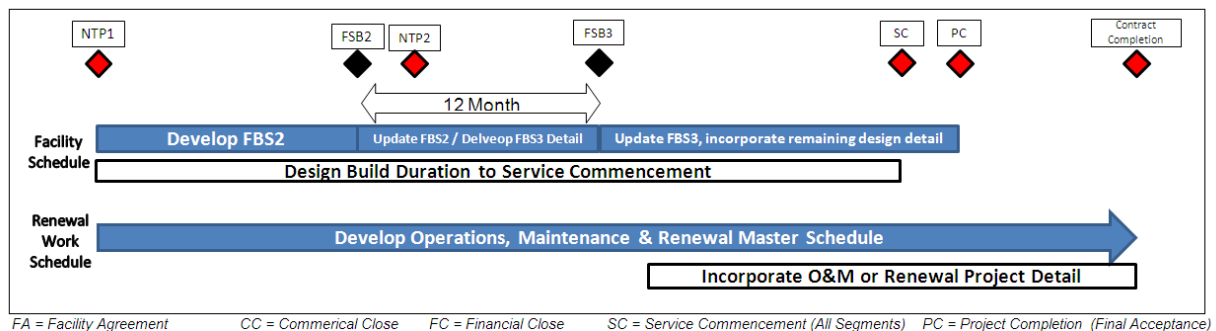 NTP1
FSB2
NTP2
FSB3
SC
PC
Contract
Completion
12 Month
Facility
Schedule
Develop FBS2
Update FBS2 / Delveop FBS3 Detail
Update FBS3, incorporate remaining design detail
Design Build Duration to Service Commencement
Renewal
Work
Schedule
Develop Operations, Maintenance & Renewal Master Schedule
Incorporate O&M or Renewal Project Detail
FA = Facility Agreement CC = Commerical Close FC = Financial Close SC = Service Commencement (All Segments) PC = Project Completion (Final Acceptance)